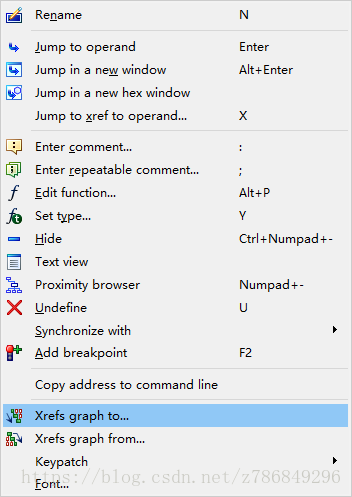 Rename N
Jump to operand Enter
Jump in a new window Alt+Enter
Jump in a new hex window
Jump to xref to operand... X
Enter comment... :
Enter repeatable comment... ;
Edit function... Alt+P
Set type... Y
Hide Ctrl+Numpad+-
Text view
Proximity browser Numpad+-
Undefine U
Synchronize with
Add breakpoint F2
Copy address to command line
Xrefs graph to...
Xrefs graph from...
Keypatch
https://blog.csdn.net/z786849296
Font...